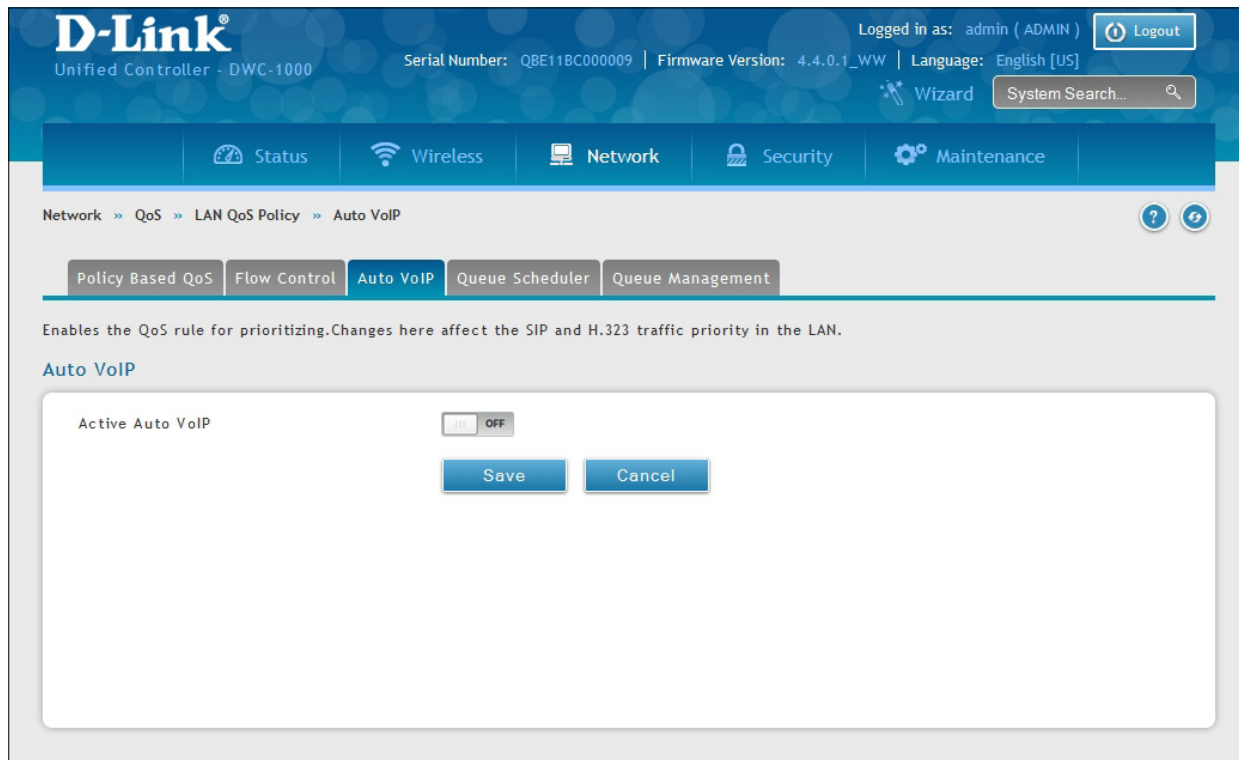 D-Link®
Unified Controller - DWC-1000
Logged in as: admin ( ADMIN ) Logout
Serial Number: QBE11BC000009 | Firmware Version: 4.4.0.1_WW | Language: English [US]
Wizard System Search...
Status Wireless Network Security Maintenance
Network » QoS » LAN QoS Policy » Auto VoIP ?
Policy Based QoS Flow Control Auto VoIP Queue Scheduler Queue Management
Enables the QoS rule for prioritizing.Changes here affect the SIP and H.323 traffic priority in the LAN.
Auto VoIP
Active Auto VoIP OFF
Save Cancel